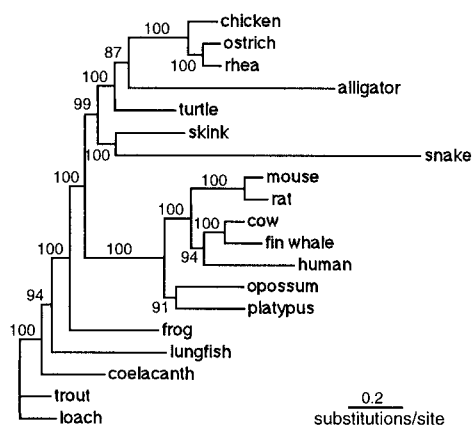 chicken
100
ostrich
87
100
rhea
100
alligator
99
turtle
skink
100
snake
mouse
100
rat
100
100
100
cow
100
fin whale
94
human
100
opossum
91
platypus
94
frog
100
lungfish
coelacanth
trout
0.2
loach
substitutions/site